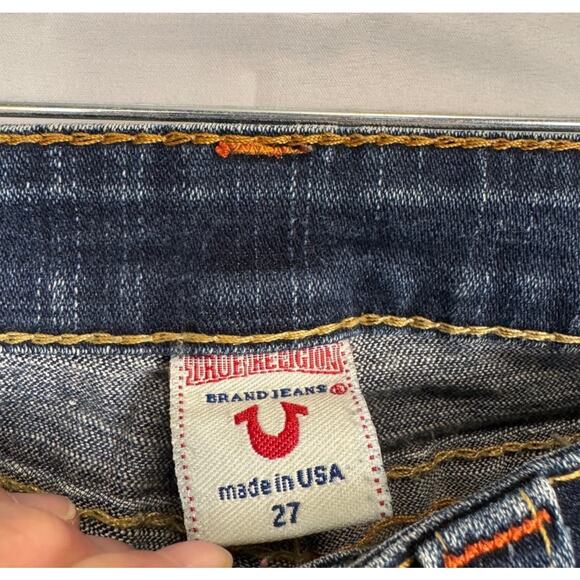 TRUE RELIGION
BRAND JEANS ®
made in USA
27